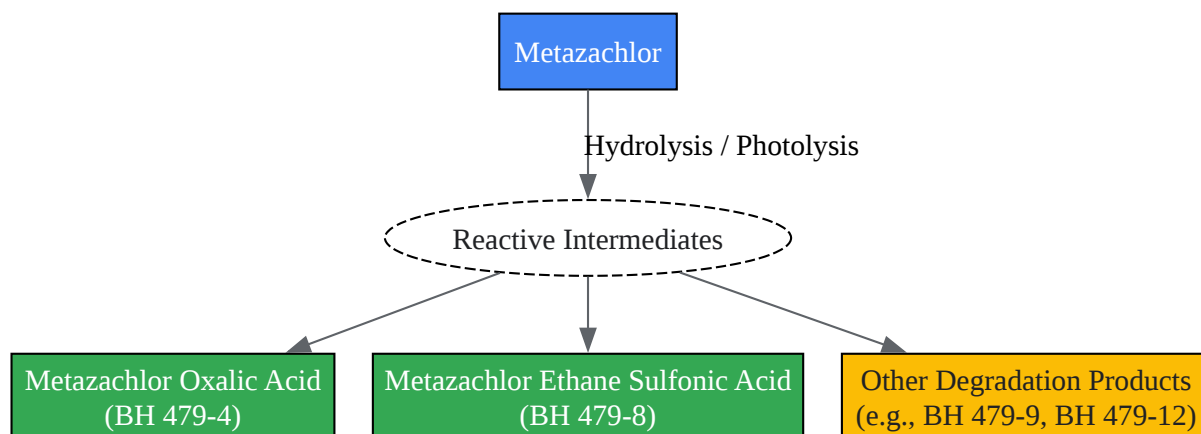 Metazachlor
Hydrolysis / Photolysis
Reactive Intermediates
Metazachlor Oxalic Acid
(BH 479-4)
Metazachlor Ethane Sulfonic Acid
(BH 479-8)
Other Degradation Products
(e.g., BH 479-9, BH 479-12)